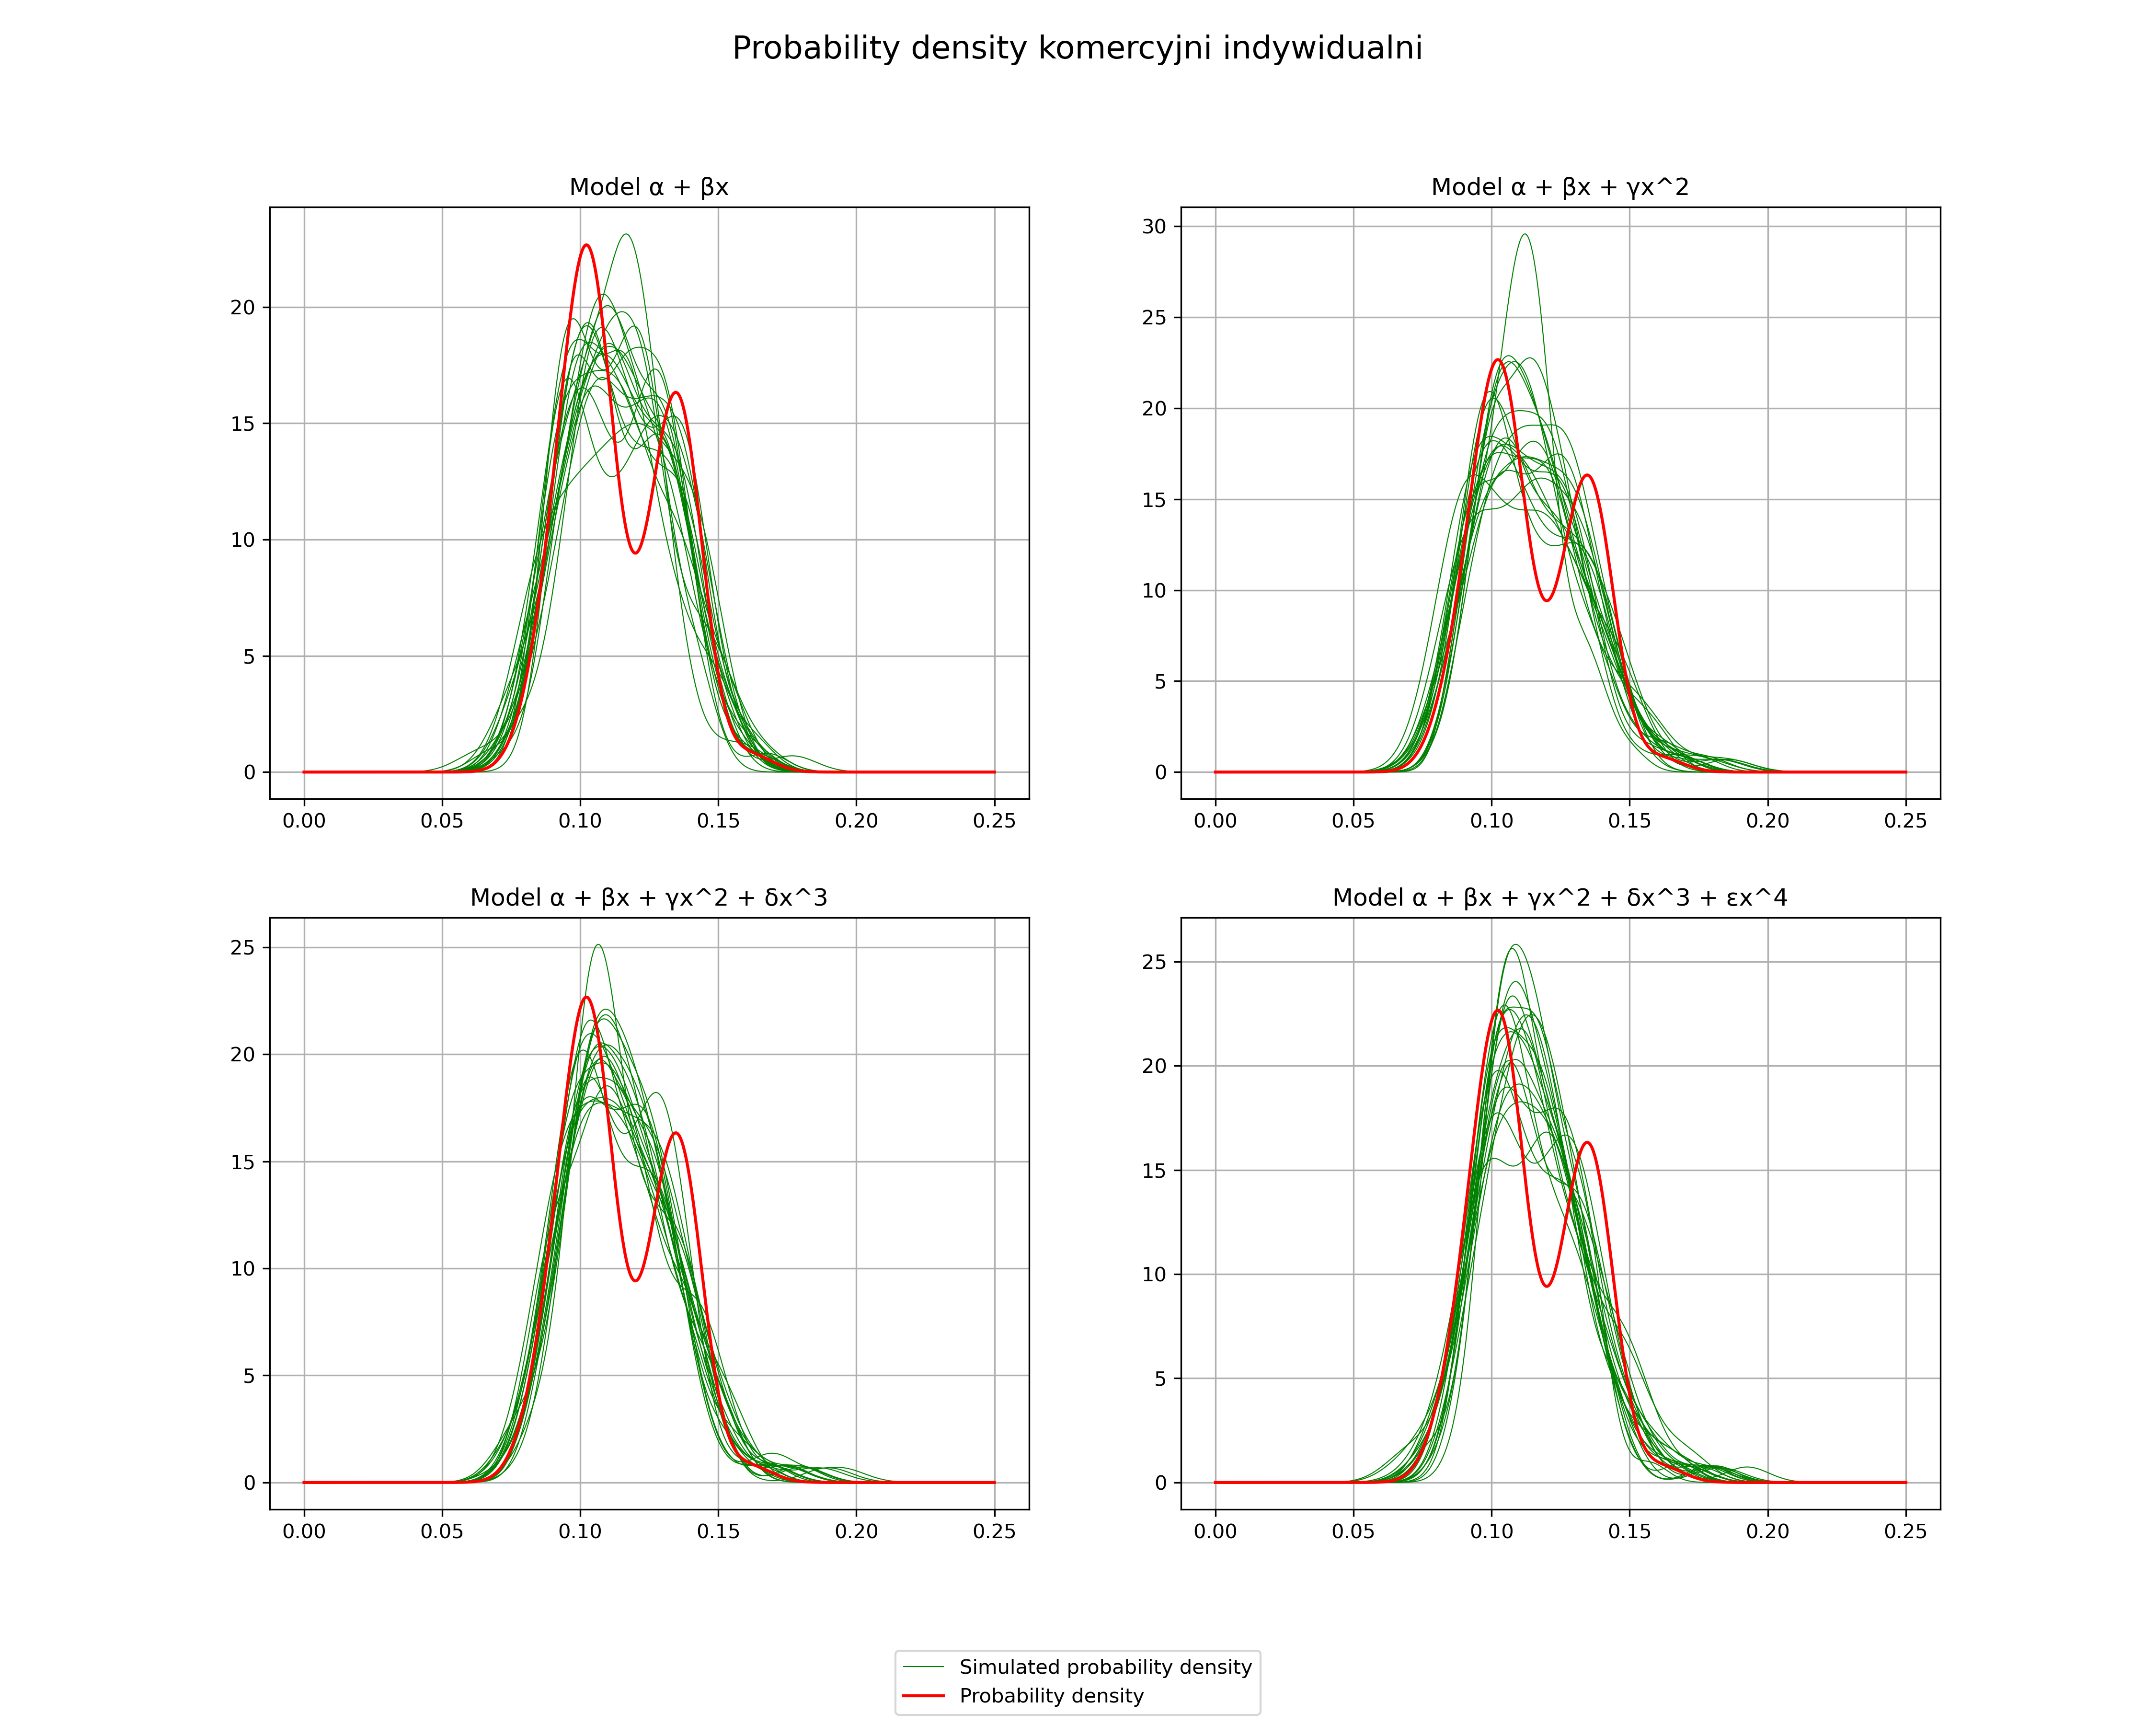 Probability density komercyjni indywidualni
Model α + βx
20
15
10
5
0
0.00 0.05 0.10 0.15 0.20 0.25
Model α + βx + γx^2
30
25
20
15
10
5
0
0.00 0.05 0.10 0.15 0.20 0.25
Model α + βx + γx^2 + δx^3
25
20
15
10
5
0
0.00 0.05 0.10 0.15 0.20 0.25
Model α + βx + γx^2 + δx^3 + εx^4
25
20
15
10
5
0
0.00 0.05 0.10 0.15 0.20 0.25
Simulated probability density
Probability density